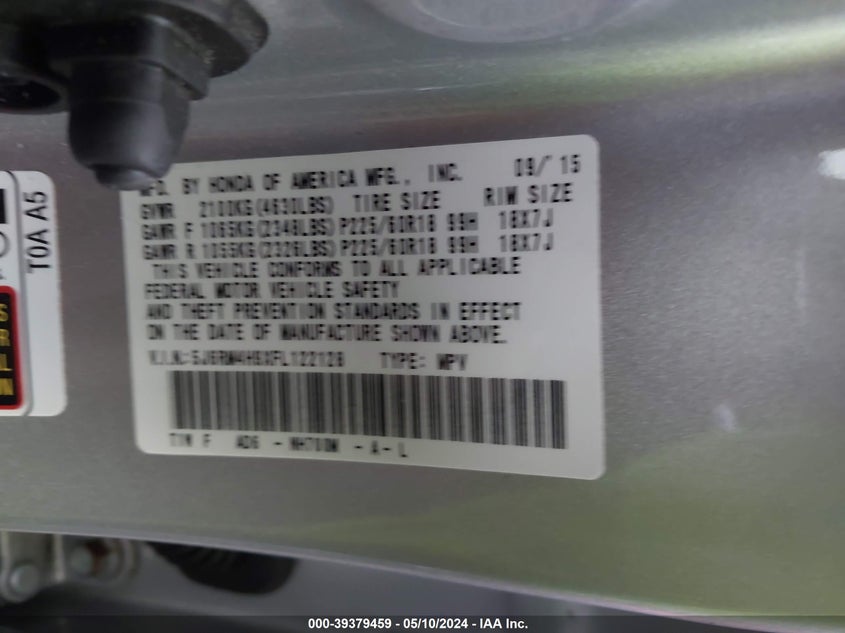 MFD. BY HONDA OF AMERICA MFG., INC. 09/15
GVWR 2100KG(4630LBS) TIRE SIZE RIM SIZE
GAWR F 1065KG(2348LBS) P225/60R18 99H 18X7J
GAWR R 1055KG(2326LBS) P225/60R18 99H 18X7J
THIS VEHICLE CONFORMS TO ALL APPLICABLE
FEDERAL MOTOR VEHICLE SAFETY
AND THEFT PREVENTION STANDARDS IN EFFECT
ON THE DATE OF MANUFACTURE SHOWN ABOVE.
V.I.N:5J6RM4H9XFL122128 TYPE: MPV
AD6 - NH700M - A - L
T0A A5
000-39379459 - 05/10/2024 - IAA Inc.